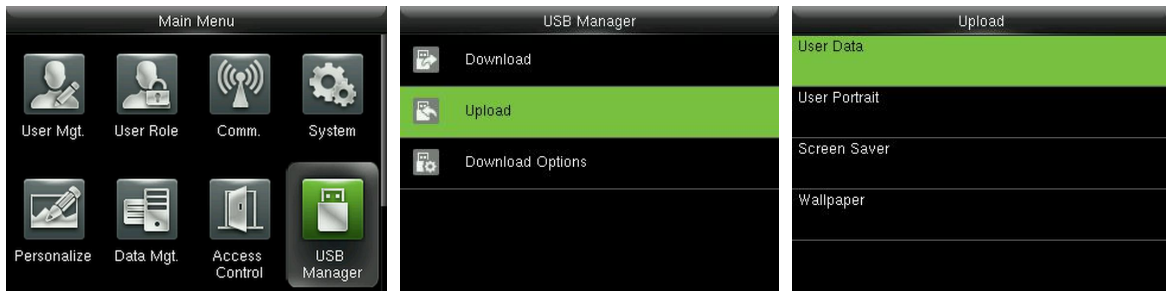 Main Menu
User Mgt.
User Role
Comm.
System
Personalize
Data Mgt.
Access
Control
USB
Manager
USB Manager
Download
Upload
Download Options
Upload
User Data
User Portrait
Screen Saver
Wallpaper